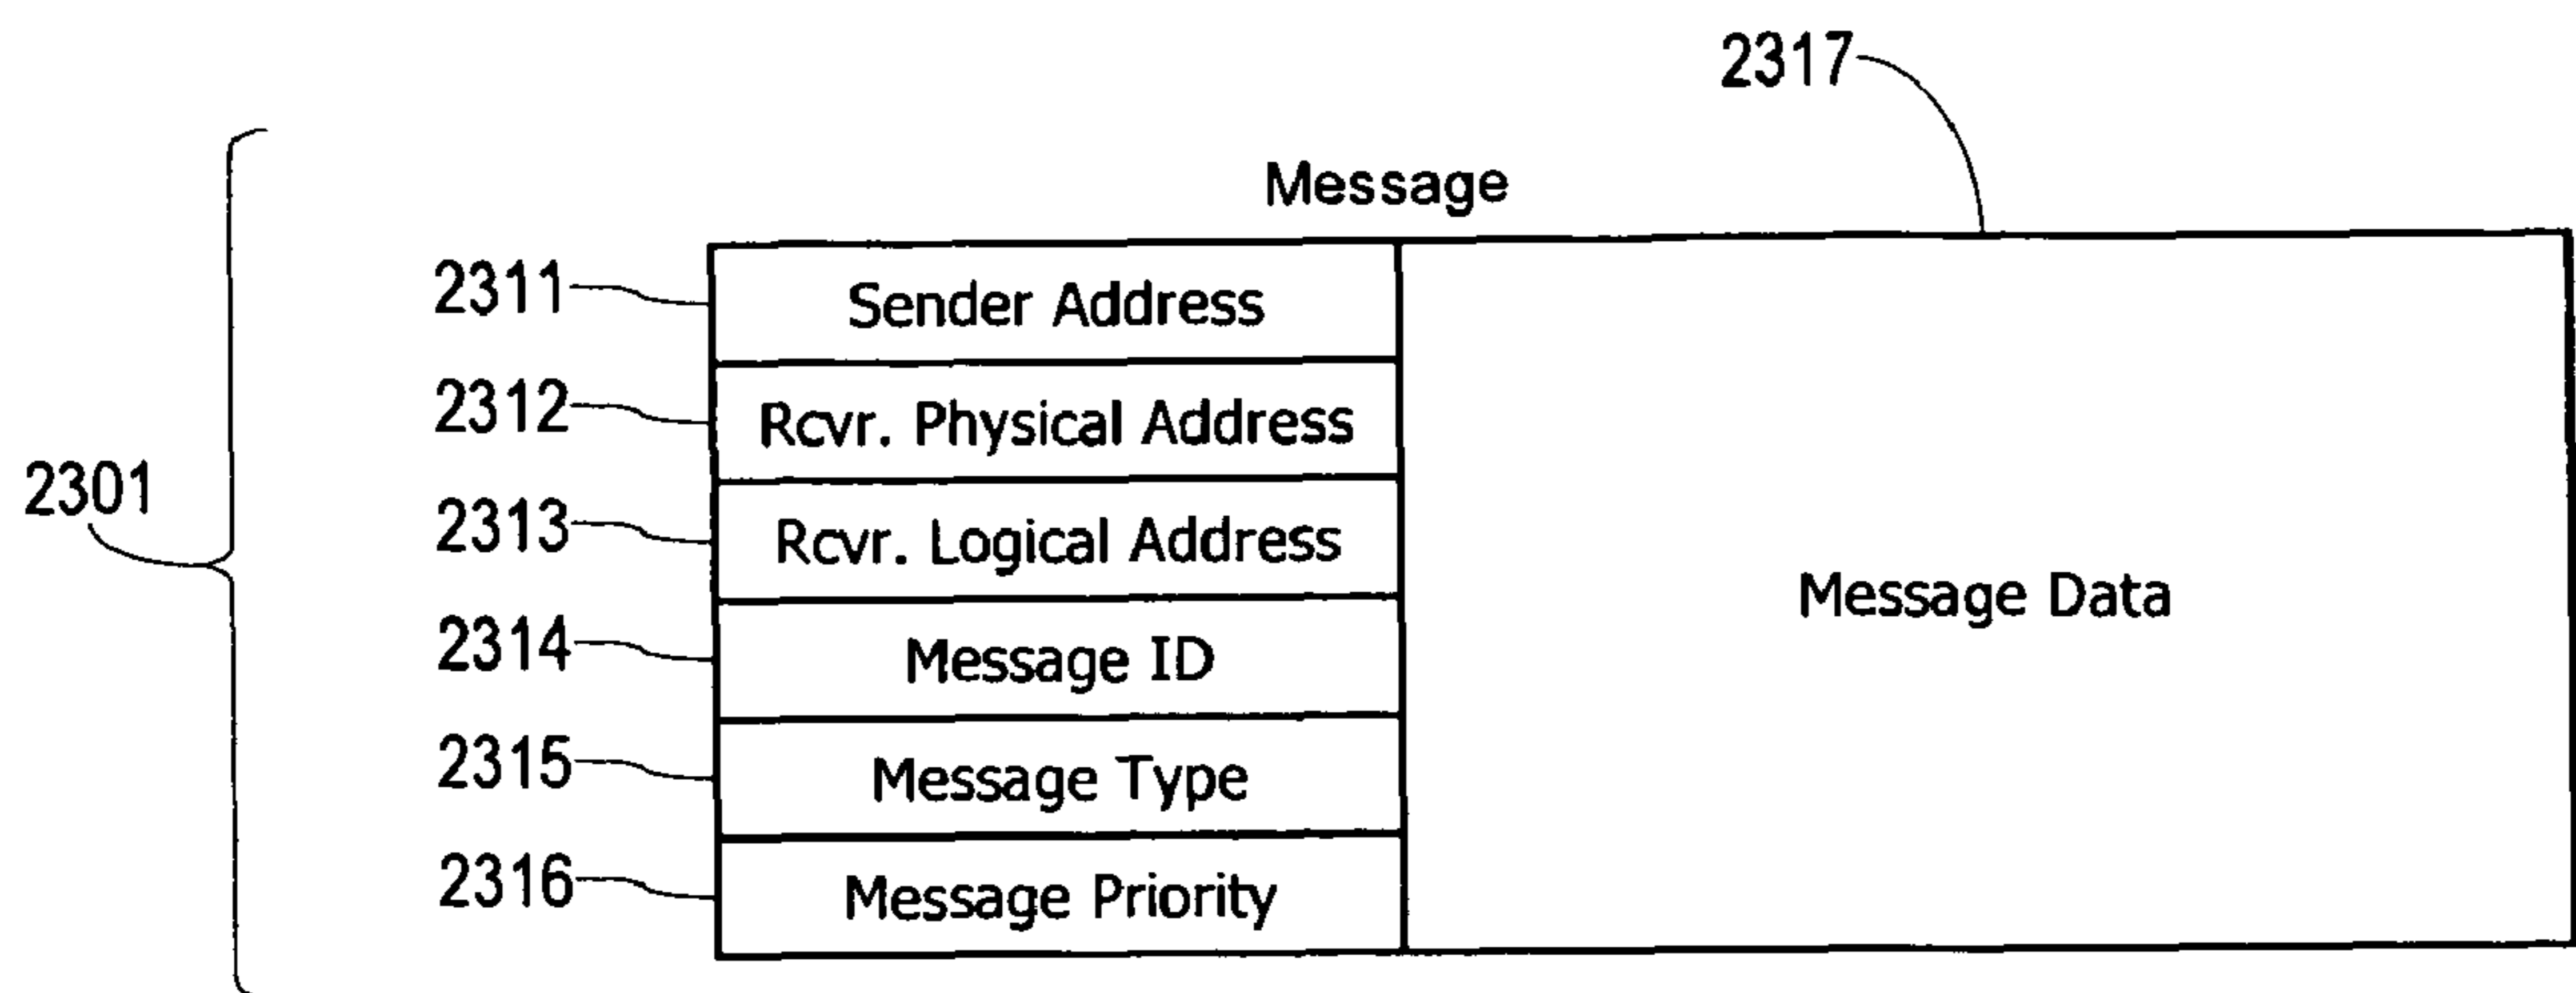 2317
Message
2311 Sender Address
2312 Rcvr. Physical Address
2301
2313 Rcvr. Logical Address
Message Data
2314 Message ID
2315 Message Type
2316 Message Priority